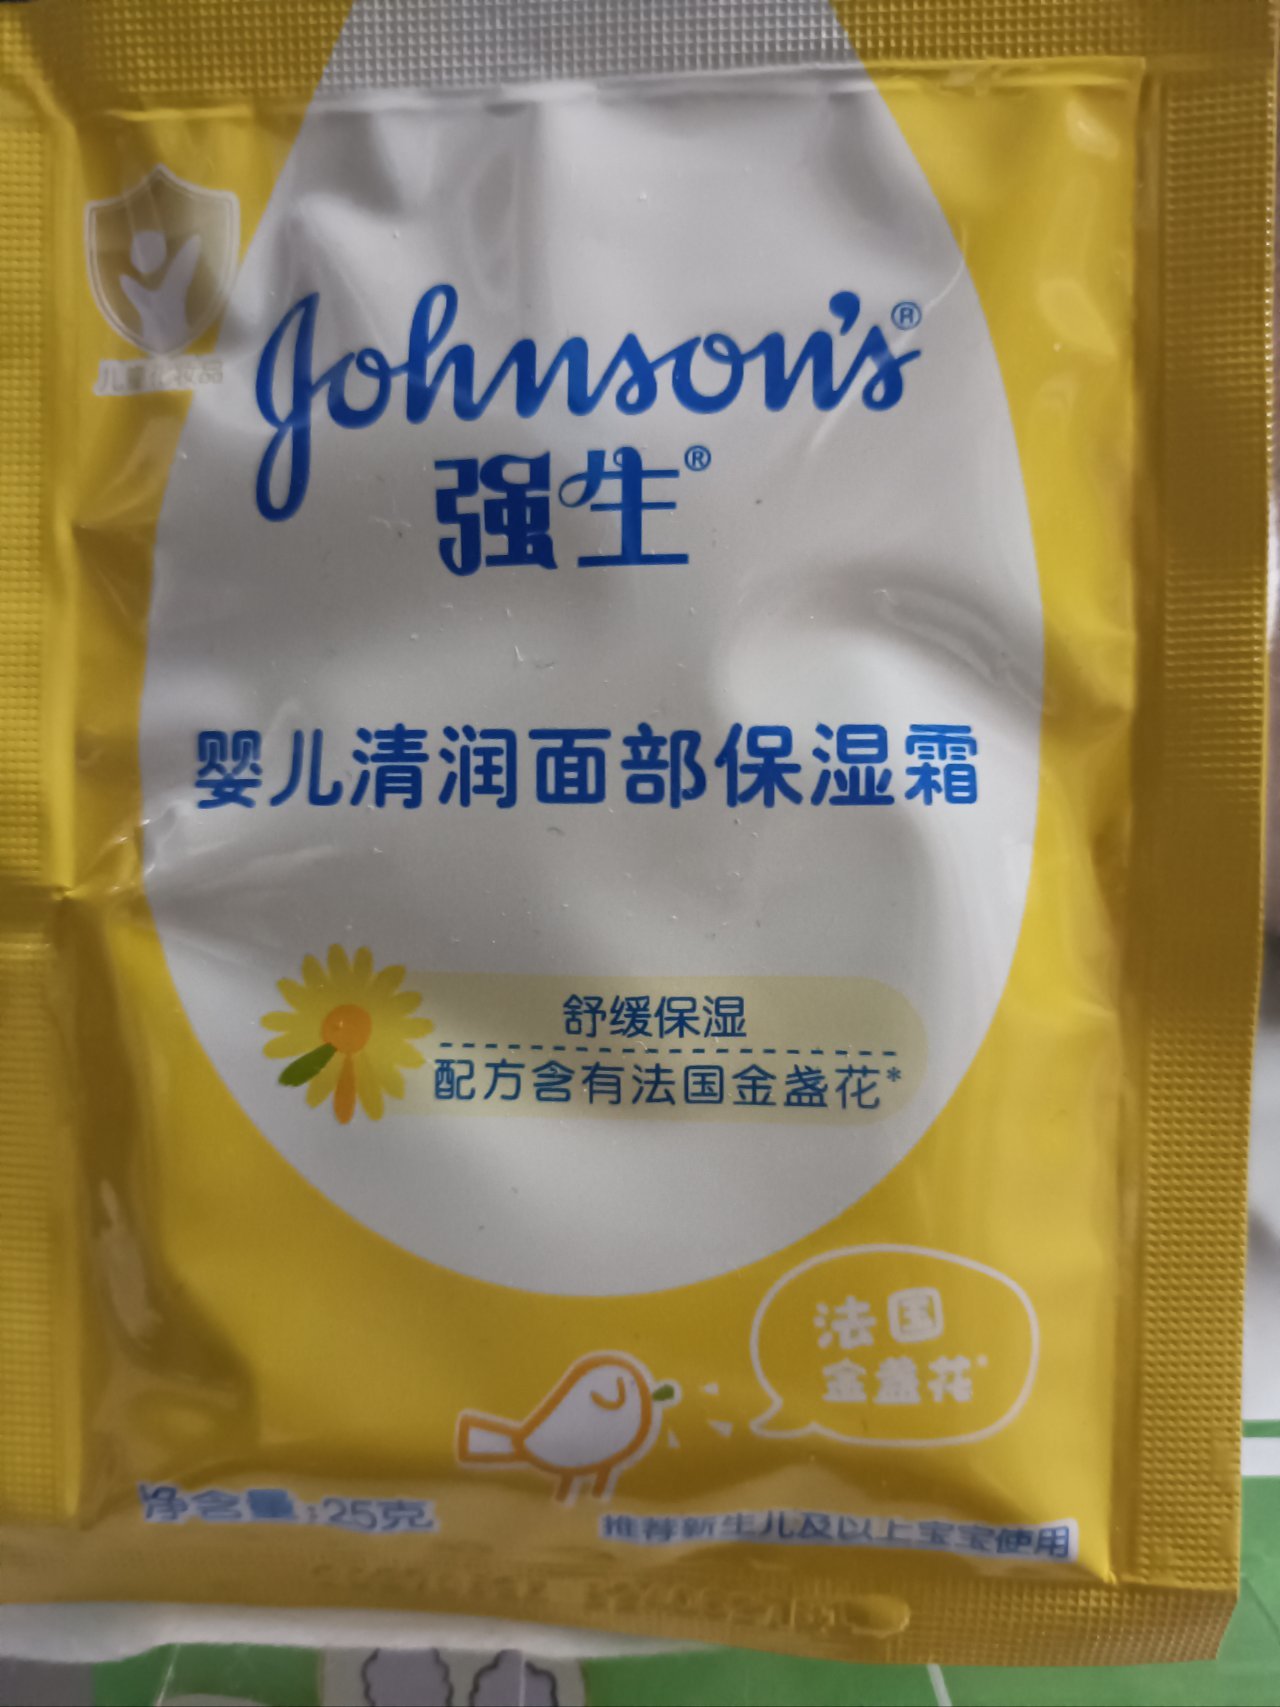 儿童化妆品
Johnson's®
强生®
婴儿清润面部保湿霜
舒缓保湿
配方含有法国金盏花*
法国
金盏花*
净含量:25克
推荐新生儿及以上宝宝使用